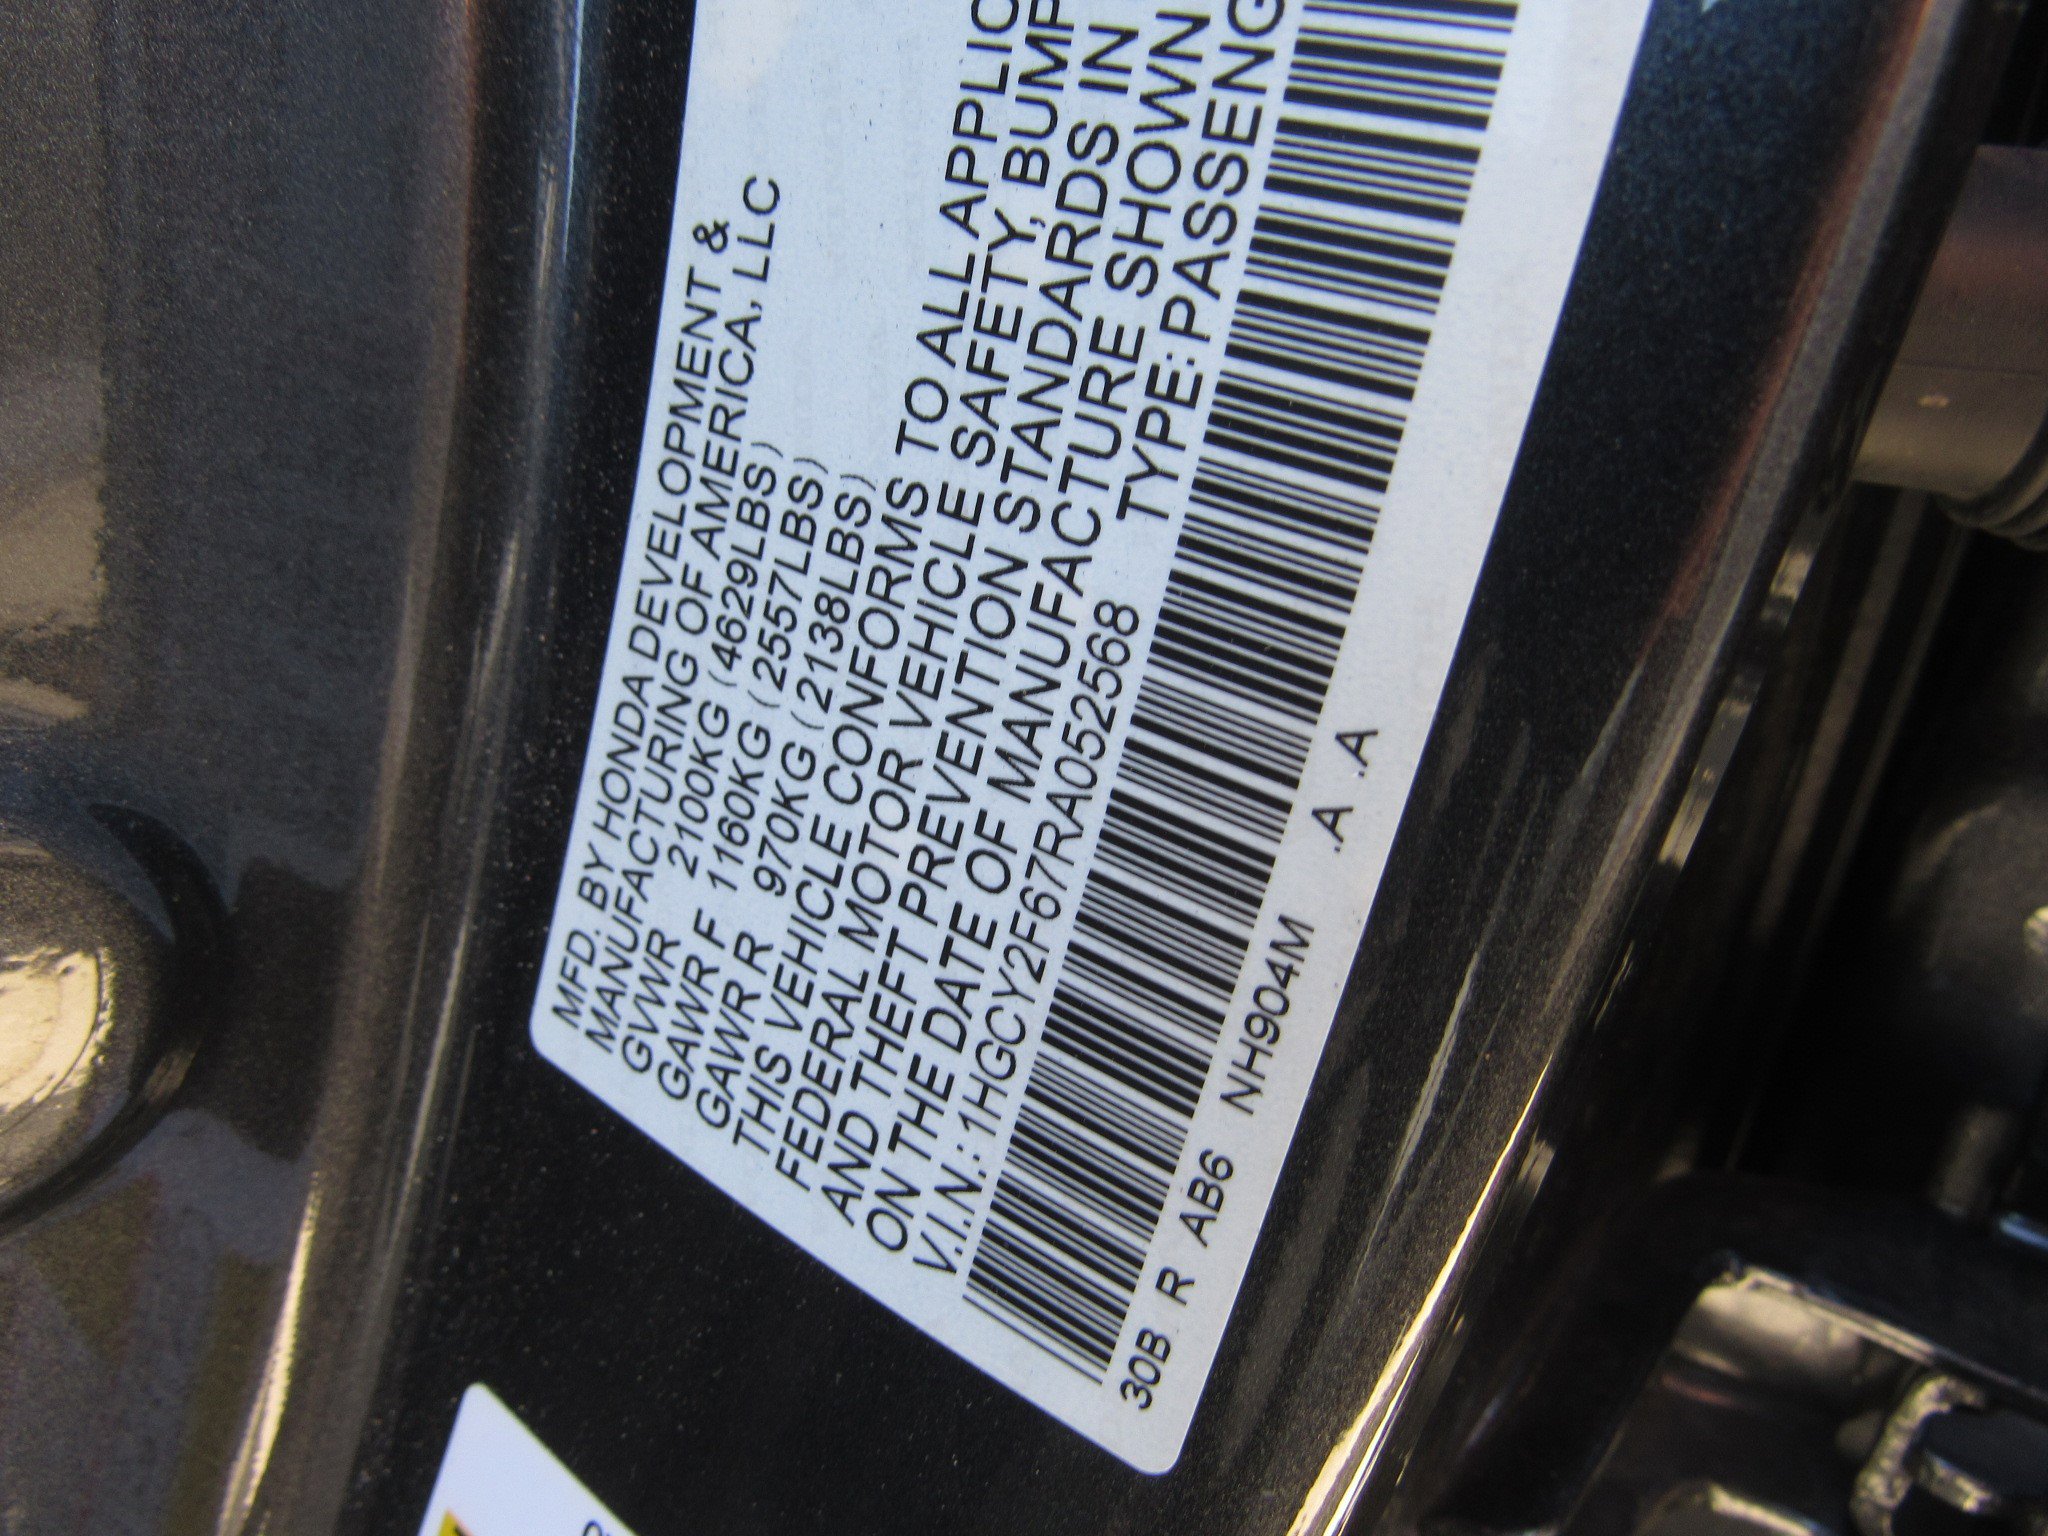 MFD. BY HONDA DEVELOPMENT &
MANUFACTURING OF AMERICA, LLC
GVWR 2100KG (4629LBS)
GAWR F 1160KG (2557LBS)
GAWR R 970KG (2138LBS)
THIS VEHICLE CONFORMS TO ALL APPLIC
FEDERAL MOTOR VEHICLE SAFETY, BUMP
AND THEFT PREVENTION STANDARDS IN
ON THE DATE OF MANUFACTURE SHOWN
V.I.N.: 1HGCY2F67RA052568 TYPE: PASSENG
30B R AB6 NH904M .A .A